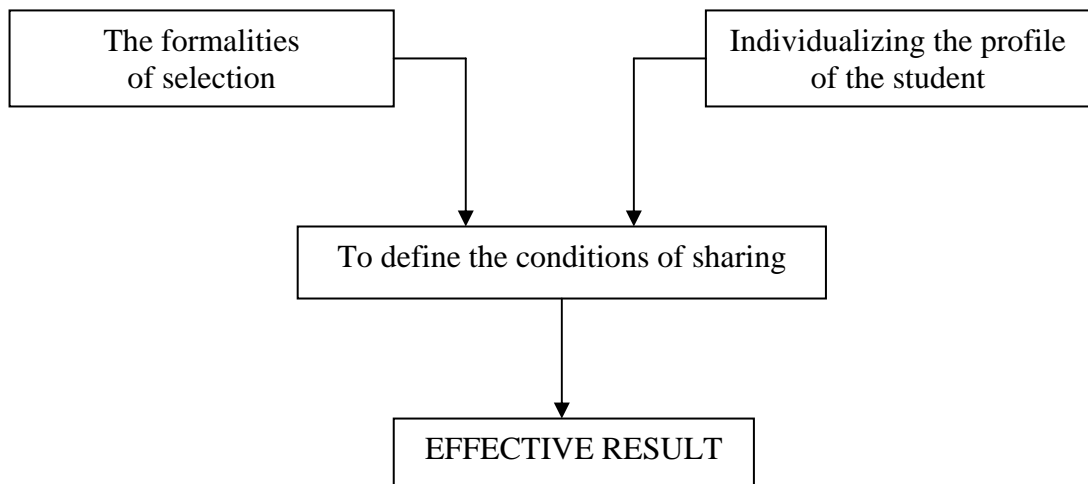 The formalities
of selection
Individualizing the profile
of the student
To define the conditions of sharing
EFFECTIVE RESULT